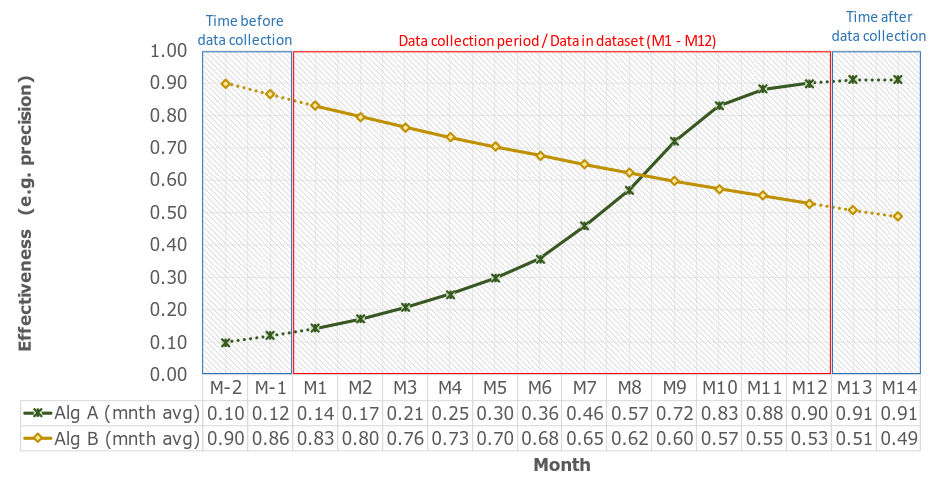 Time before
data collection
Data collection period / Data in dataset (M1 - M12)
Time after
data collection
Effectiveness (e.g. precision)
1.00
0.90
0.80
0.70
0.60
0.50
0.40
0.30
0.20
0.10
0.00
M-2 M-1 M1 M2 M3 M4 M5 M6 M7 M8 M9 M10 M11 M12 M13 M14
Alg A (mnth avg) 0.10 0.12 0.14 0.17 0.21 0.25 0.30 0.36 0.46 0.57 0.72 0.83 0.88 0.90 0.91 0.91
Alg B (mnth avg) 0.90 0.86 0.83 0.80 0.76 0.73 0.70 0.68 0.65 0.62 0.60 0.57 0.55 0.53 0.51 0.49
Month